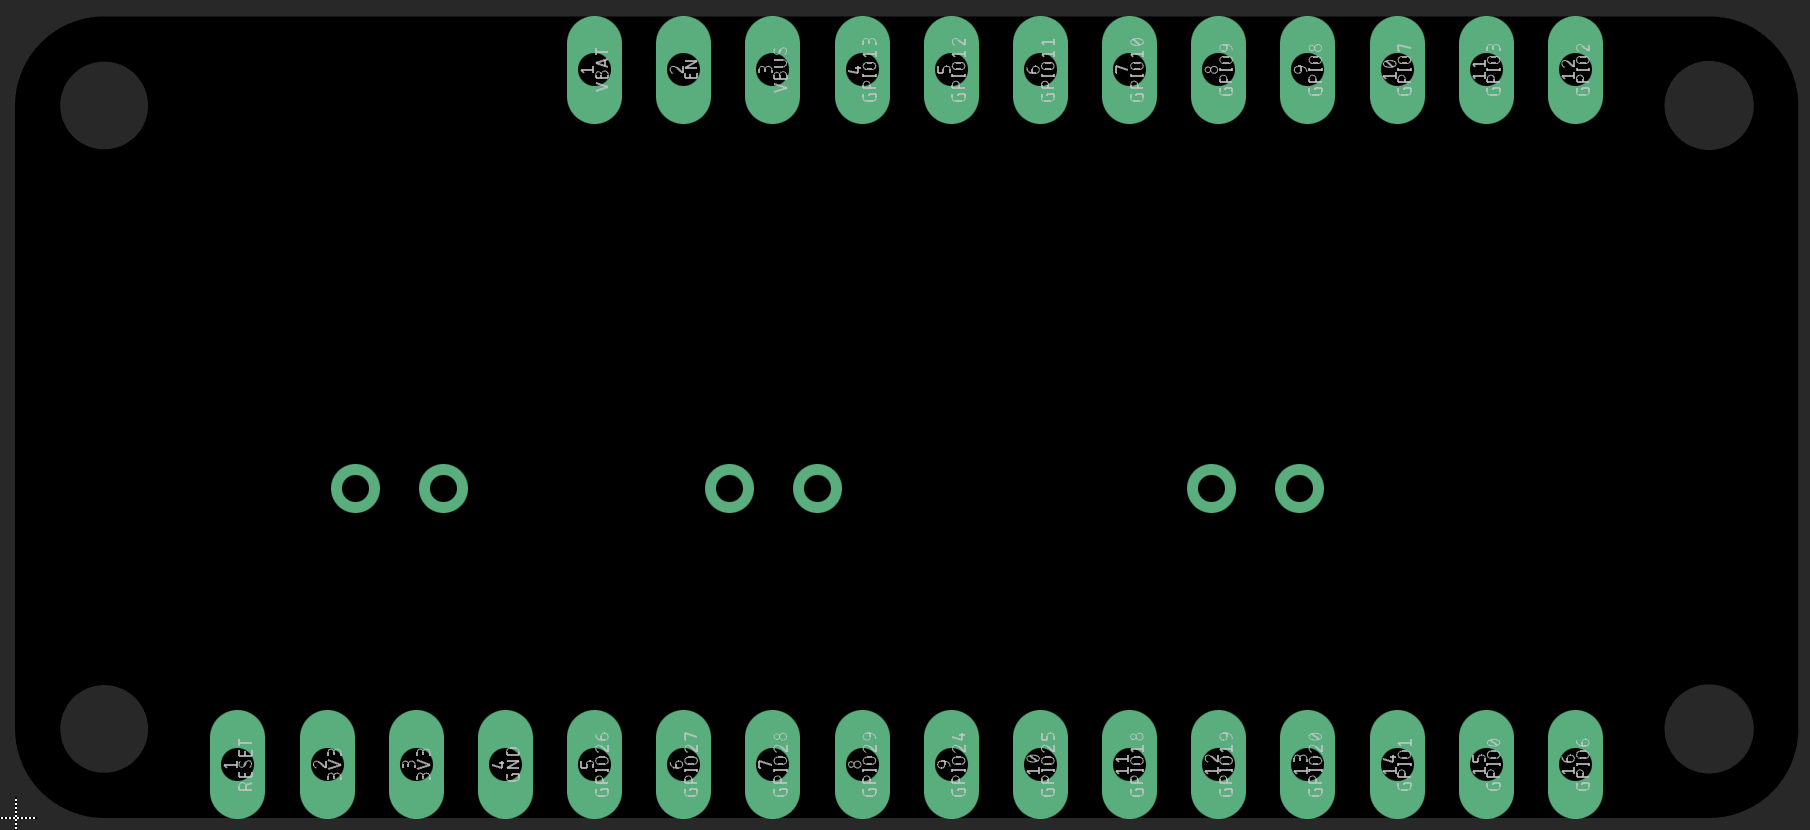 1 VBAT
2 EN
3 VBUS
4 GPIO13
5 GPIO12
6 GPIO11
7 GPIO10
8 GPIO9
9 GPIO8
10 GPIO7
11 GPIO3
12 GPIO2
1 RESET
2 3V3
3 3V3
4 GND
5 GPIO26
6 GPIO27
7 GPIO28
8 GPIO29
9 GPIO24
10 GPIO25
11 GPIO18
12 GPIO19
13 GPIO20
14 GPIO1
15 GPIO0
16 GPIO6